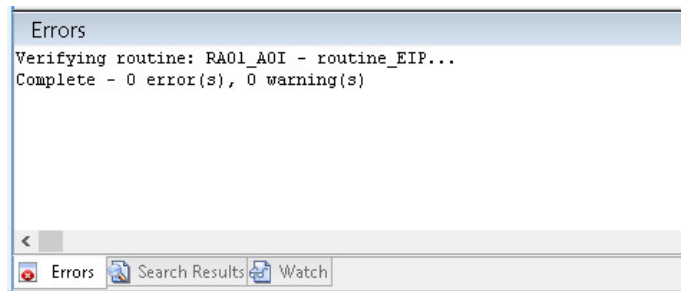 Errors
Verifying routine: RA01_AOI - routine_EIP...
Complete - 0 error(s), 0 warning(s)
Errors Search Results Watch